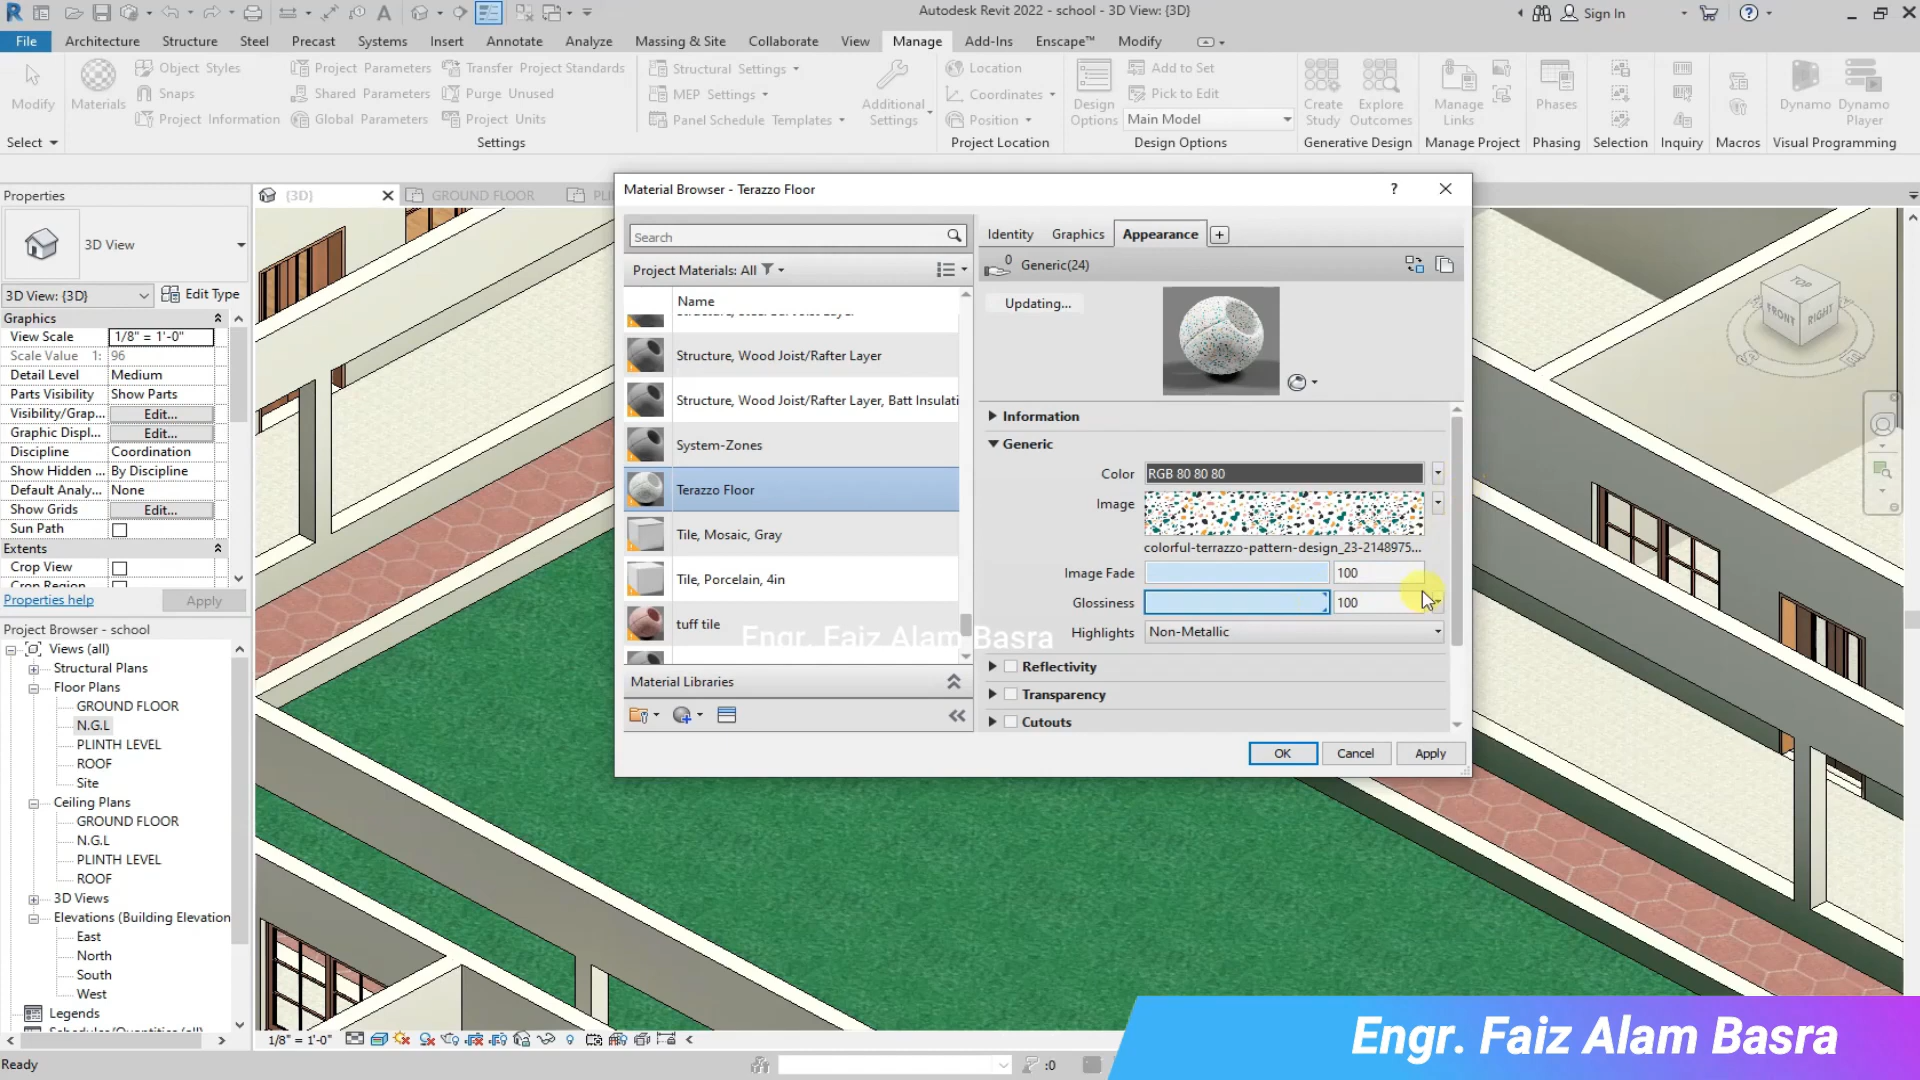 Autodesk Revit 2022 - school - 3D View: {3D}
Sign In
File Architecture Structure Steel Precast Systems Insert Annotate Analyze Massing & Site Collaborate View Manage Add-Ins Enscape™ Modify
Modify
Materials
Object Styles
Snaps
Project Information
Project Parameters
Shared Parameters
Global Parameters
Transfer Project Standards
Purge Unused
Project Units
Structural Settings
MEP Settings
Panel Schedule Templates
Additional
Settings
Location
Coordinates
Position
Design
Options
Add to Set
Pick to Edit
Main Model
Create
Study
Explore
Outcomes
Manage
Links
Phases
Dynamo
Dynamo
Player
Select
Settings
Project Location
Design Options
Generative Design
Manage Project
Phasing
Selection
Inquiry
Macros
Visual Programming
Properties
3D View
3D View: {3D}
Edit Type
Graphics
View Scale 1/8" = 1'-0"
Scale Value 1: 96
Detail Level Medium
Parts Visibility Show Parts
Visibility/Grap... Edit...
Graphic Displ... Edit...
Discipline Coordination
Show Hidden ... By Discipline
Default Analy... None
Show Grids Edit...
Sun Path
Extents
Crop View
Crop Region
Properties help
Apply
Project Browser - school
Views (all)
Structural Plans
Floor Plans
GROUND FLOOR
N.G.L
PLINTH LEVEL
ROOF
Site
Ceiling Plans
GROUND FLOOR
N.G.L
PLINTH LEVEL
ROOF
3D Views
Elevations (Building Elevation
East
North
South
West
Legends
Schedules/Quantities (all)
{3D}
GROUND FLOOR
PLI
TOP
FRONT
RIGHT
S
E
Material Browser - Terazzo Floor
?
Search
Project Materials: All
Name
Structure, Wood Joist/Rafter Layer
Structure, Wood Joist/Rafter Layer, Batt Insulati
System-Zones
Terazzo Floor
Tile, Mosaic, Gray
Tile, Porcelain, 4in
tuff tile
Material Libraries
Identity Graphics Appearance +
0
Generic(24)
Updating...
Information
Generic
Color RGB 80 80 80
Image
colorful-terrazzo-pattern-design_23-2148975...
Image Fade 100
Glossiness 100
Highlights Non-Metallic
Reflectivity
Transparency
Cutouts
OK Cancel Apply
Engr. Faiz Alam Basra
1/8" = 1'-0"
Ready
:0
Engr. Faiz Alam Basra